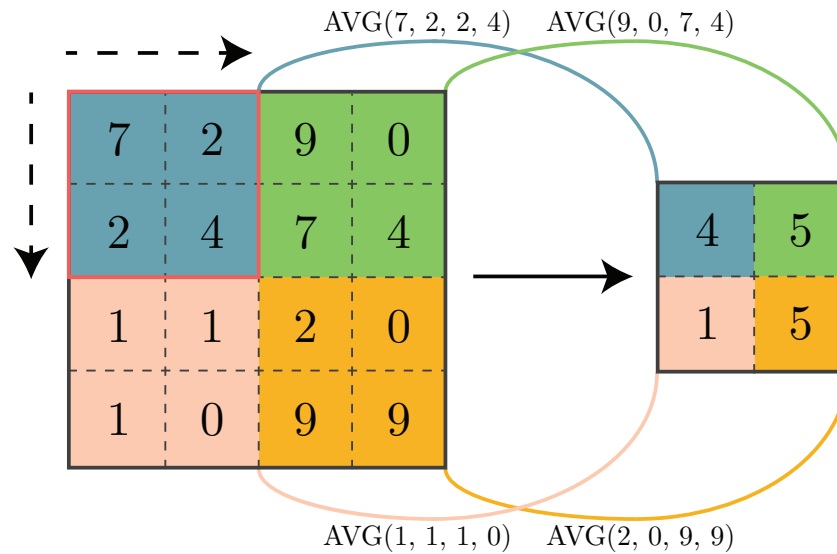 AVG(7, 2, 2, 4) AVG(9, 0, 7, 4)
7 2 9 0
2 4 7 4
1 1 2 0
1 0 9 9
4 5
1 5
AVG(1, 1, 1, 0) AVG(2, 0, 9, 9)